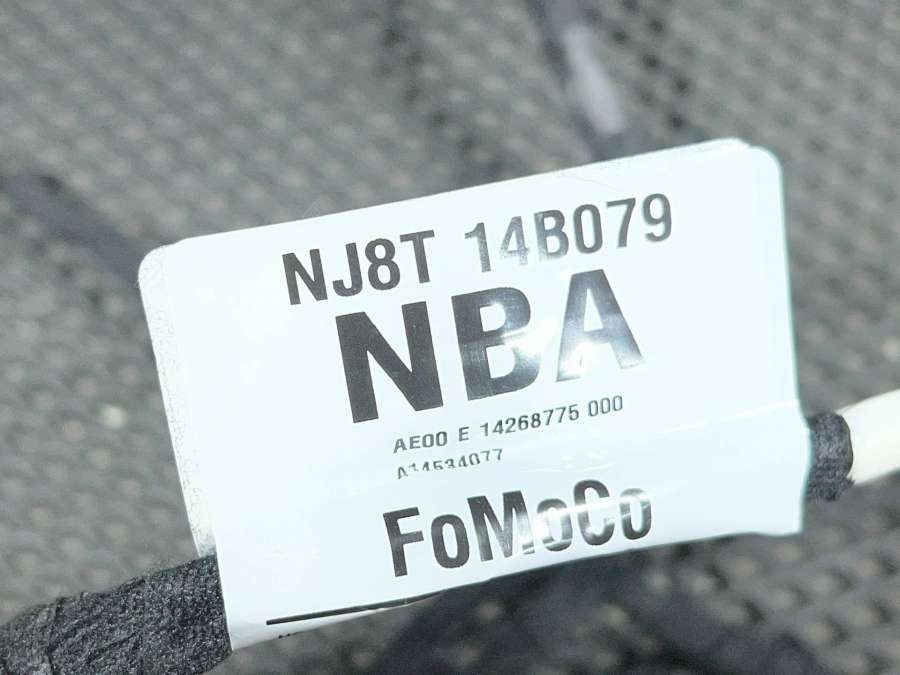 NJ8T 14B079
NBA
AE00 E 14268775 000
A14534077
FoMoCo